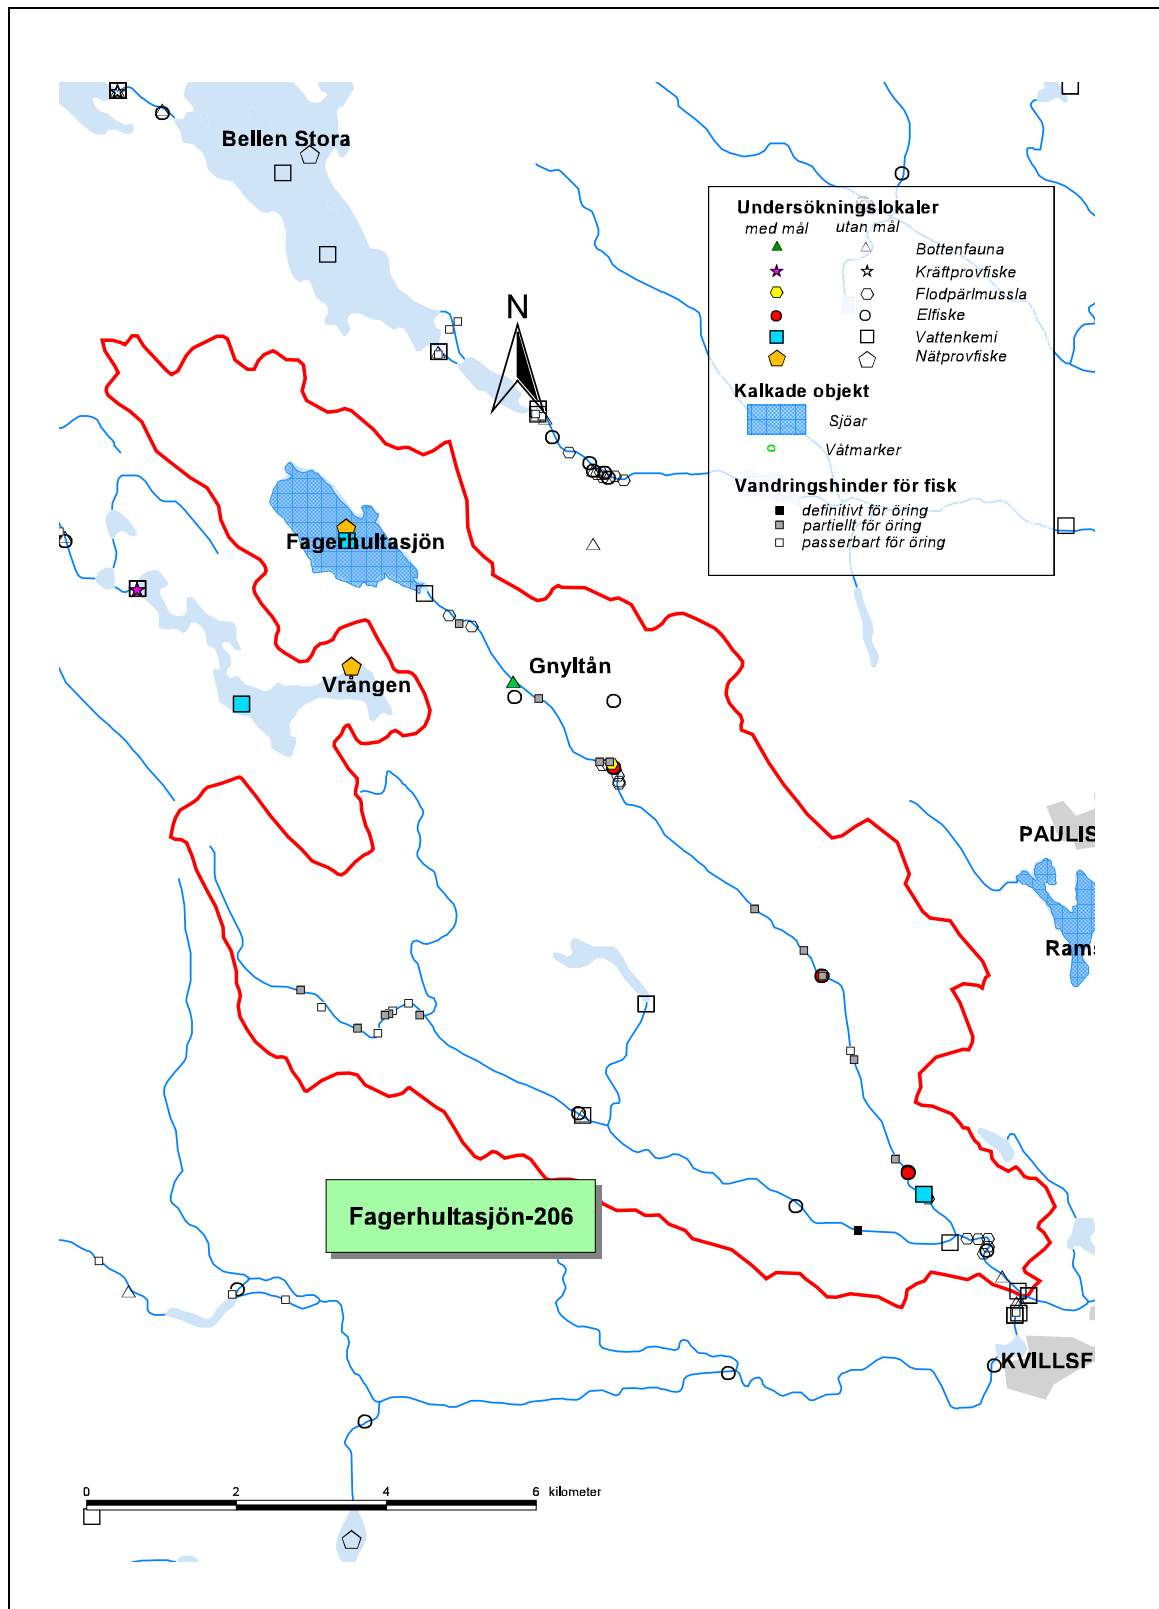 Bellen Stora
Undersökningslokaler
med mål utan mål
Bottenfauna
Kräftprovfiske
Flodpärlmussla
Elfiske
Vattenkemi
Nätprovfiske
Kalkade objekt
Sjöar
Våtmarker
Vandringshinder för fisk
definitivt för öring
partiellt för öring
passerbart för öring
N
Fagerhultasjön
Gnyltån
Vrången
PAULIS
Rams
Fagerhultasjön-206
KVILLSF
0 2 4 6 kilometer